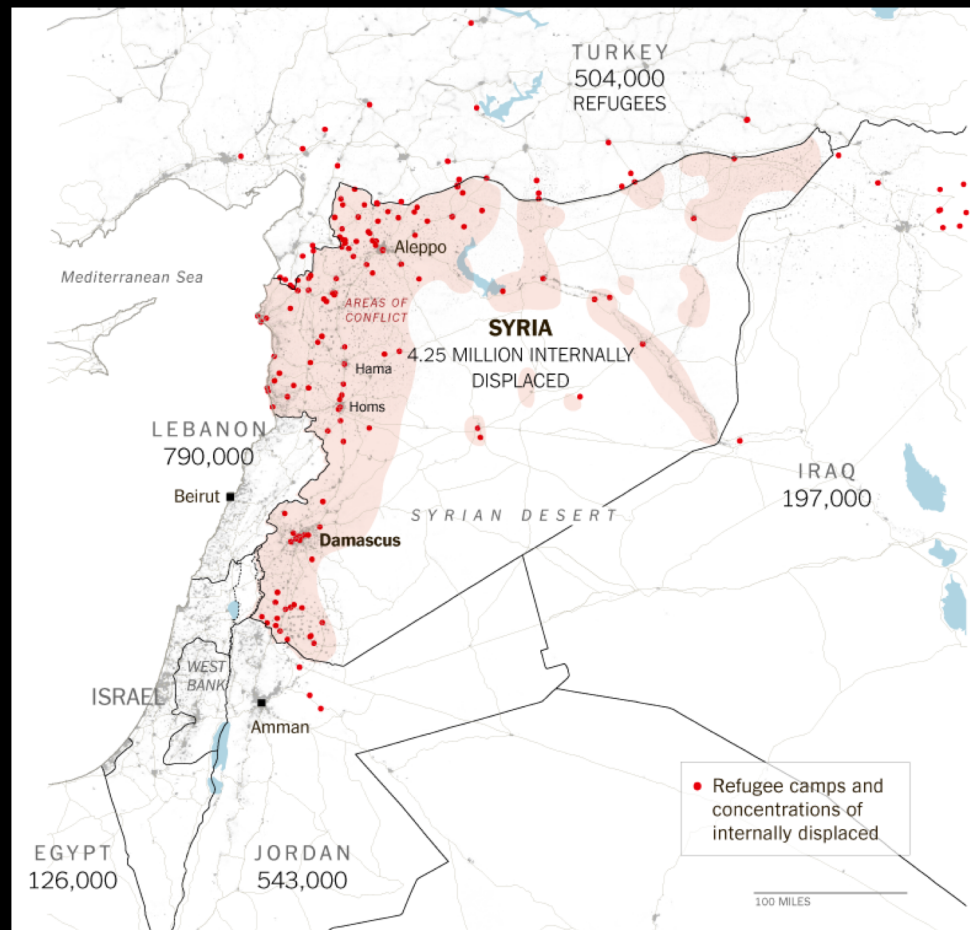 TURKEY
504,000
REFUGEES
Aleppo
Mediterranean Sea
AREAS OF
CONFLICT
SYRIA
4.25 MILLION INTERNALLY
DISPLACED
Hama
Homs
LEBANON
790,000
Beirut
IRAQ
197,000
SYRIAN DESERT
Damascus
WEST
BANK
ISRAEL
Amman
Refugee camps and
concentrations of
internally displaced
EGYPT
126,000
JORDAN
543,000
100 MILES